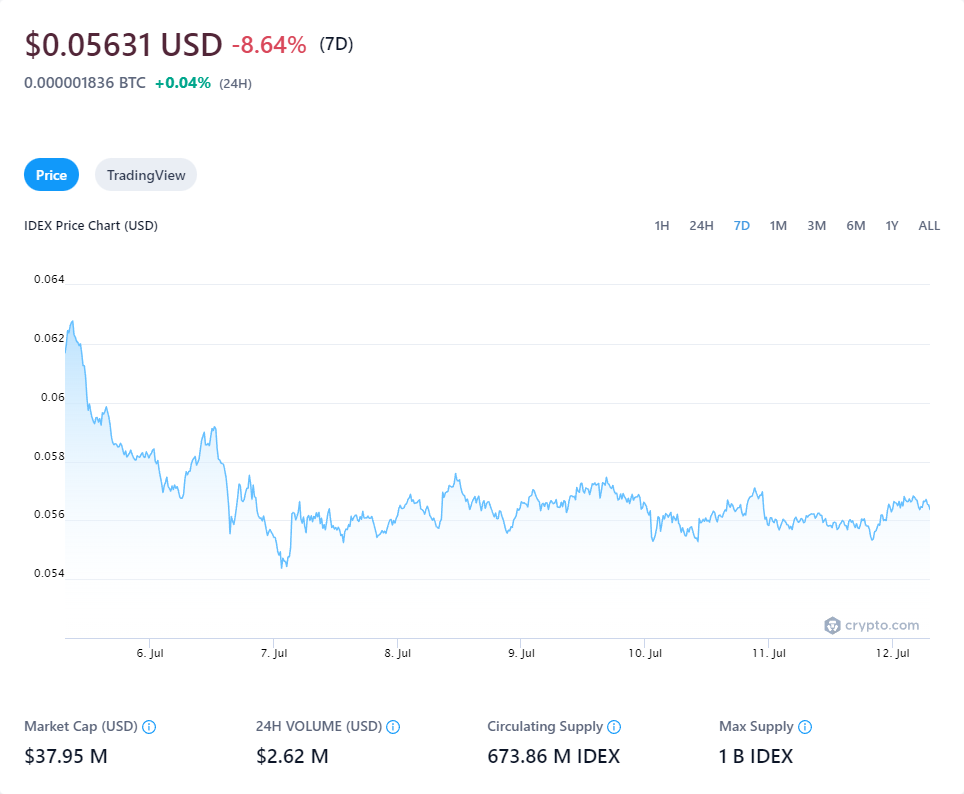 $0.05631 USD -8.64% (7D)
0.000001836 BTC +0.04% (24H)
Price TradingView
IDEX Price Chart (USD) 1H 24H 7D 1M 3M 6M 1Y ALL
0.064
0.062
0.06
0.058
0.056
0.054
crypto.com
6. Jul 7. Jul 8. Jul 9. Jul 10. Jul 11. Jul 12. Jul
Market Cap (USD) 24H VOLUME (USD) Circulating Supply Max Supply
$37.95 M $2.62 M 673.86 M IDEX 1 B IDEX